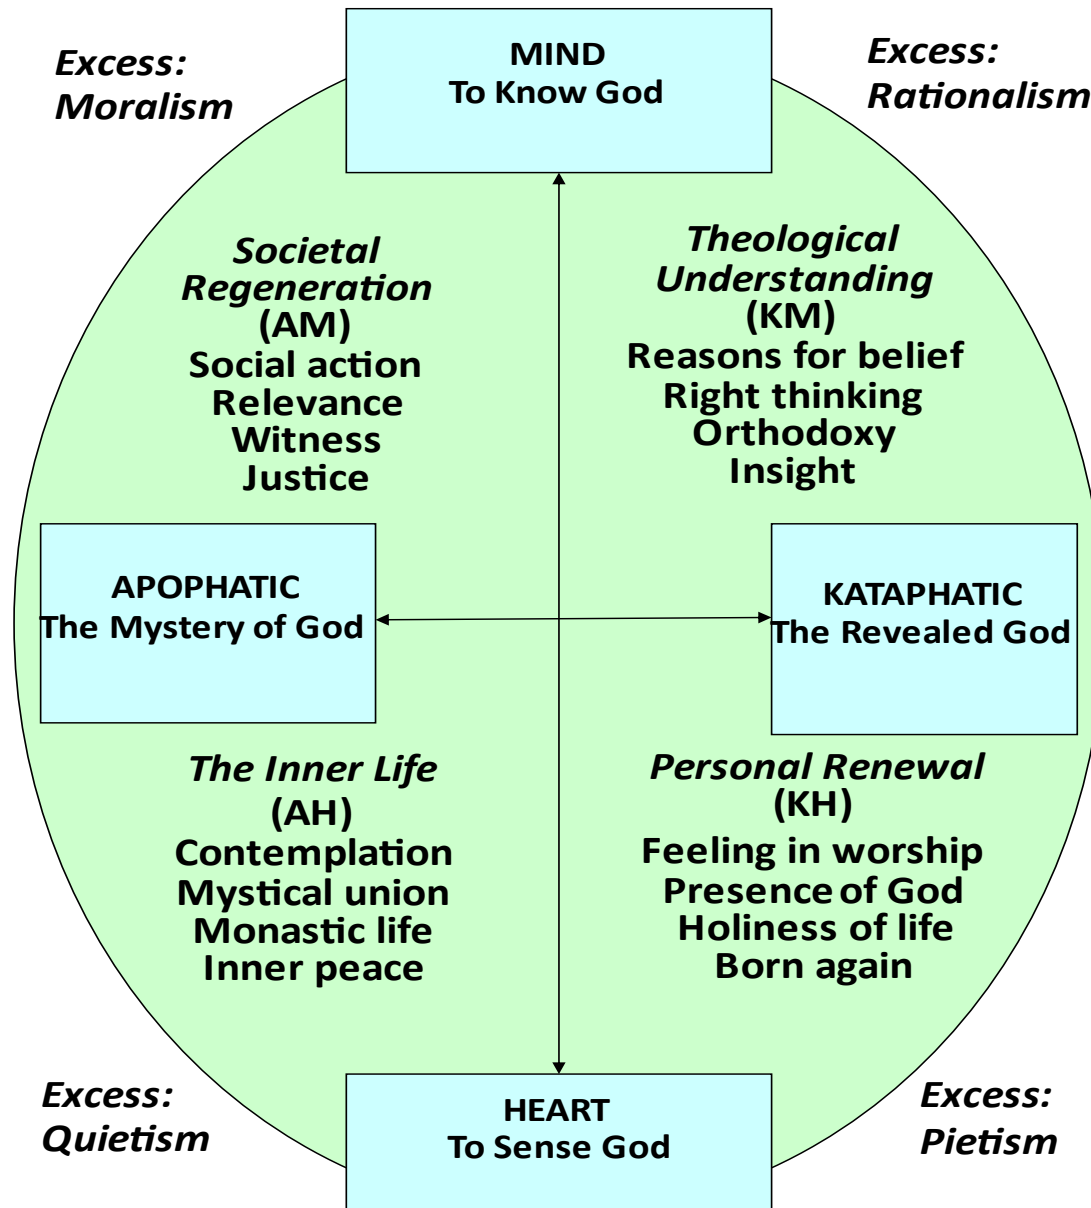 Excess:
Moralism
MIND
To Know God
Excess:
Rationalism
Societal
Regeneration
(AM)
Social action
Relevance
Witness
Justice
Theological
Understanding
(KM)
Reasons for belief
Right thinking
Orthodoxy
Insight
APOPHATIC
The Mystery of God
KATAPHATIC
The Revealed God
The Inner Life
(AH)
Contemplation
Mystical union
Monastic life
Inner peace
Personal Renewal
(KH)
Feeling in worship
Presence of God
Holiness of life
Born again
Excess:
Quietism
HEART
To Sense God
Excess:
Pietism